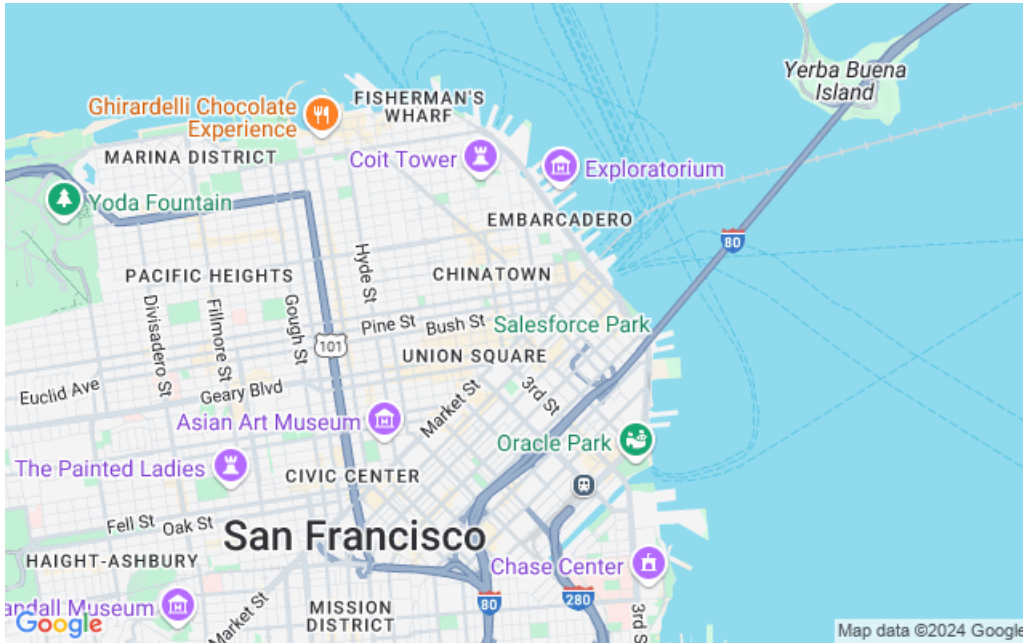 Yerba Buena
Island
FISHERMAN'S
WHARF
Ghirardelli Chocolate
Experience
MARINA DISTRICT
Coit Tower
Exploratorium
Yoda Fountain
EMBARCADERO
80
Hyde St
PACIFIC HEIGHTS
CHINATOWN
Divisadero St
Fillmore St
Gough St
Pine St
Bush St
Salesforce Park
101
UNION SQUARE
Euclid Ave
Geary Blvd
Market St
3rd St
Asian Art Museum
Oracle Park
The Painted Ladies
CIVIC CENTER
Fell St
Oak St
San Francisco
HAIGHT-ASHBURY
Chase Center
80
280
andall Museum
Market St
MISSION
DISTRICT
3rd St
Google
Map data ©2024 Google